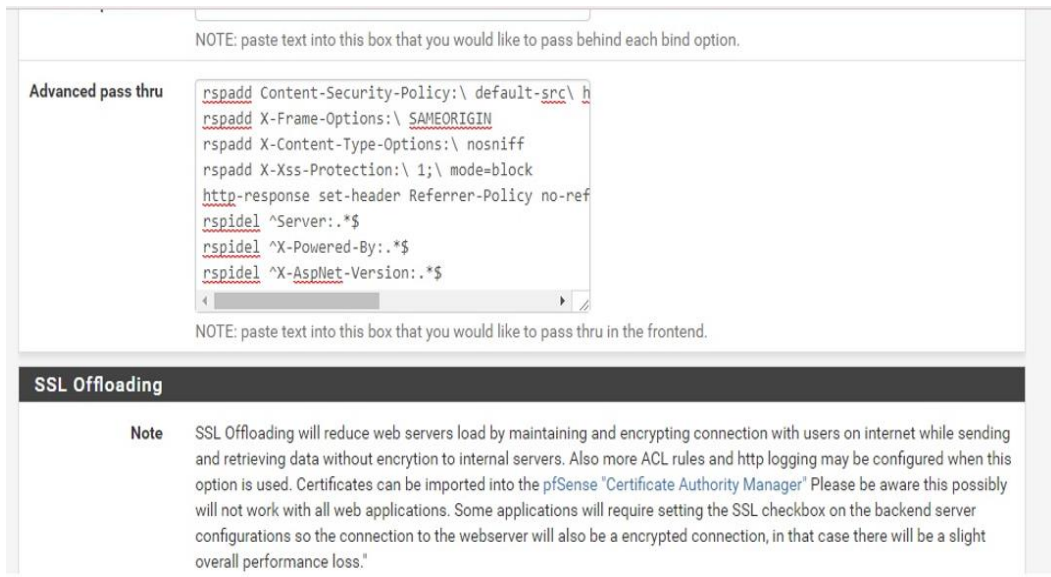 NOTE: paste text into this box that you would like to pass behind each bind option.
Advanced pass thru
rspadd Content-Security-Policy:\ default-src\ h
rspadd X-Frame-Options:\ SAMEORIGIN
rspadd X-Content-Type-Options:\ nosniff
rspadd X-Xss-Protection:\ 1;\ mode=block
http-response set-header Referrer-Policy no-ref
rspidel ^Server:.*$
rspidel ^X-Powered-By:.*$
rspidel ^X-AspNet-Version:.*$
NOTE: paste text into this box that you would like to pass thru in the frontend.
SSL Offloading
Note
SSL Offloading will reduce web servers load by maintaining and encrypting connection with users on internet while sending
and retrieving data without encrytion to internal servers. Also more ACL rules and http logging may be configured when this
option is used. Certificates can be imported into the pfSense "Certificate Authority Manager" Please be aware this possibly
will not work with all web applications. Some applications will require setting the SSL checkbox on the backend server
configurations so the connection to the webserver will also be a encrypted connection, in that case there will be a slight
overall performance loss."